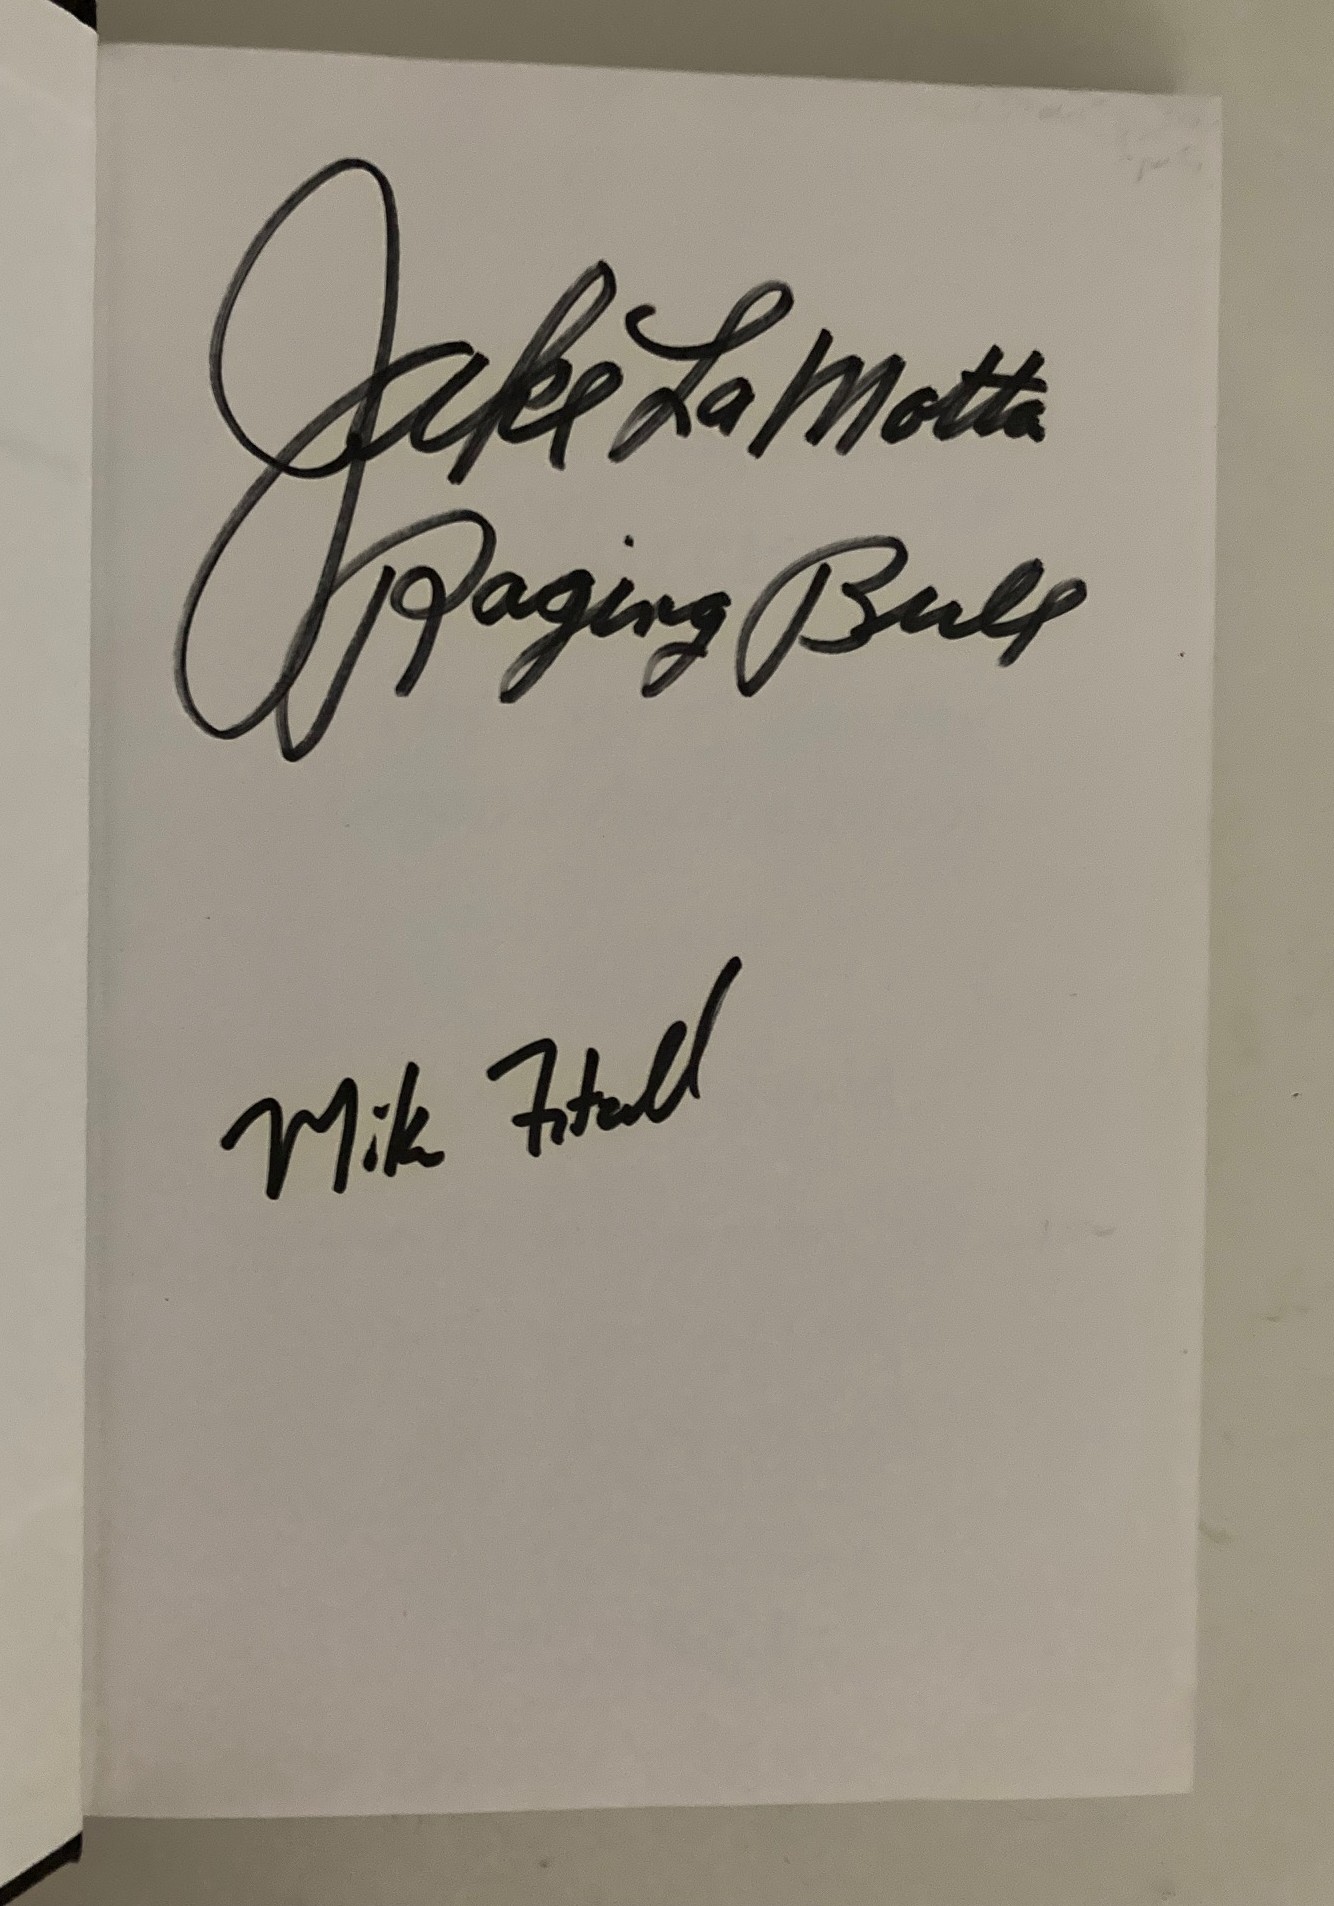 Jake LaMotta
Raging Bull
Mike